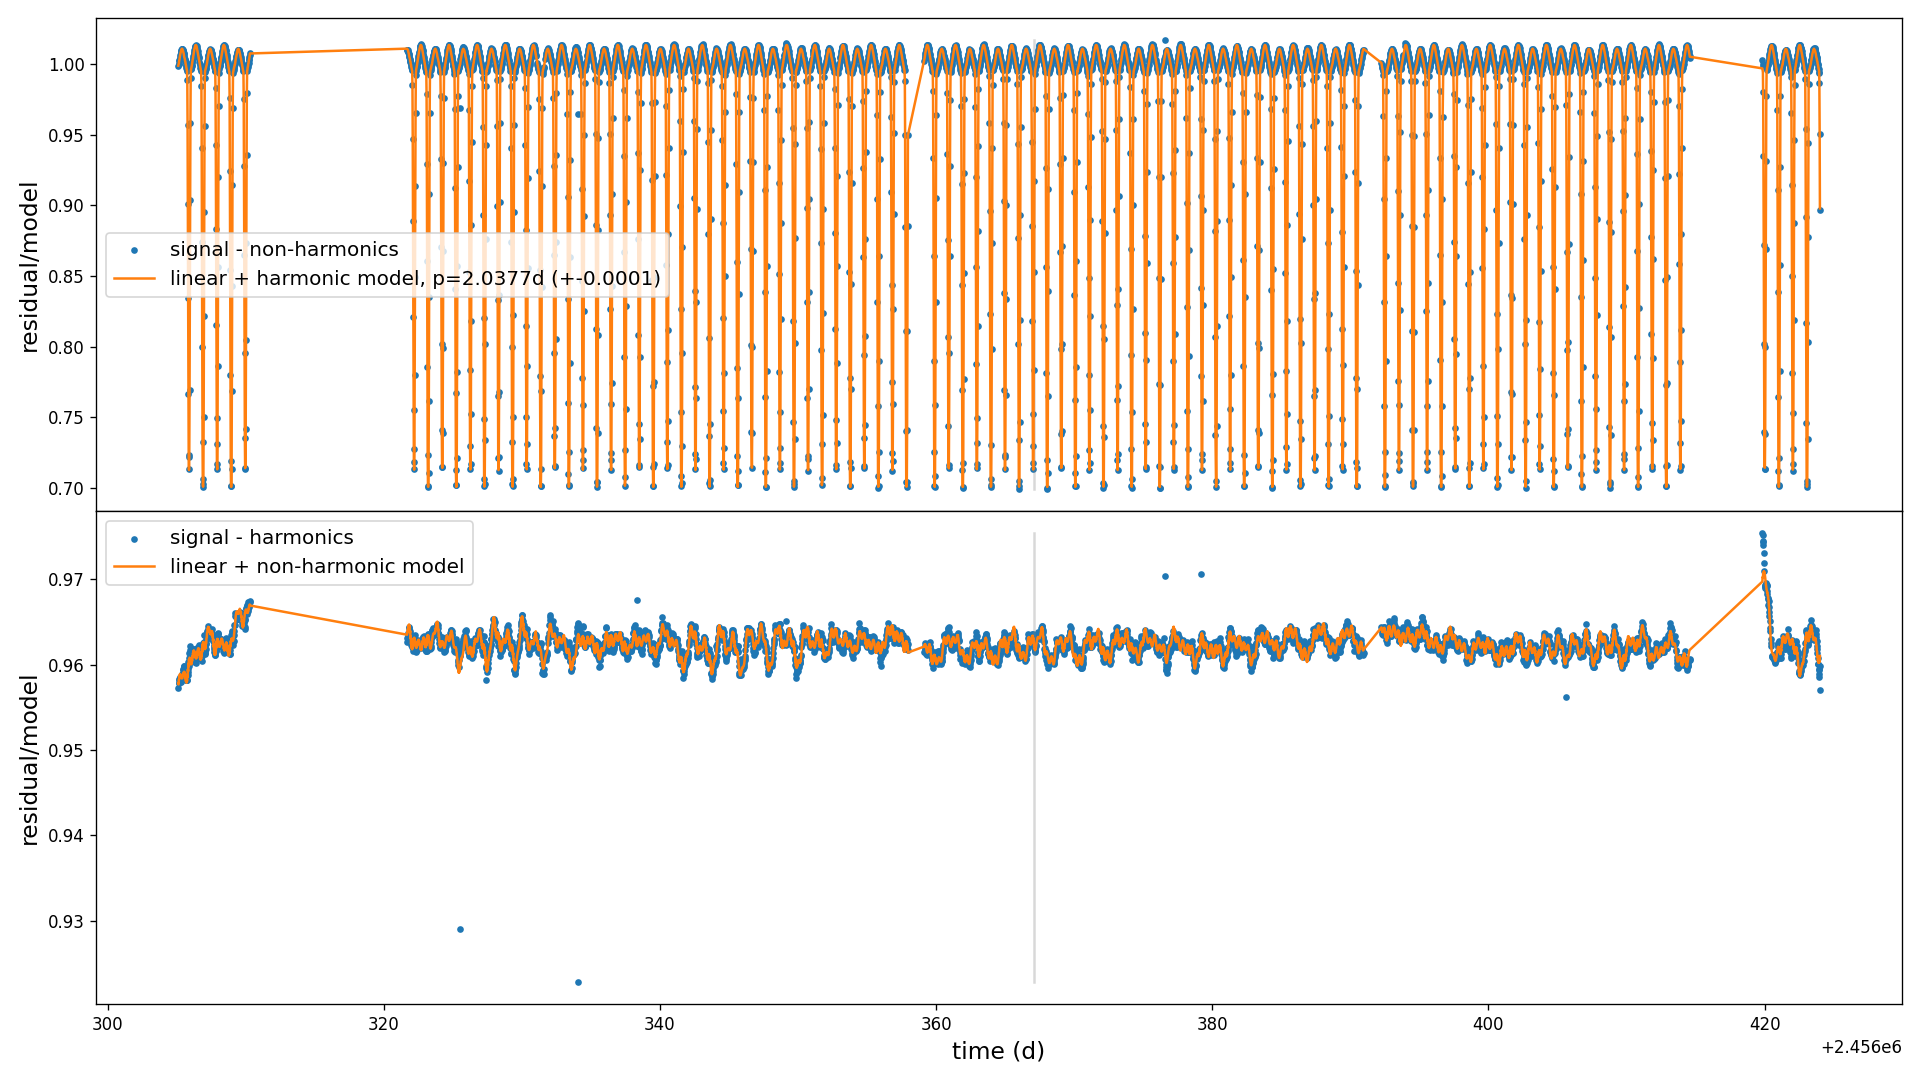 1.00
0.95
0.90
0.85
0.80
0.75
0.70
residual/model
signal - non-harmonics
linear + harmonic model, p=2.0377d (+-0.0001)
0.97
0.96
0.95
0.94
0.93
residual/model
signal - harmonics
linear + non-harmonic model
300 320 340 360 380 400 420
time (d)
+2.456e6